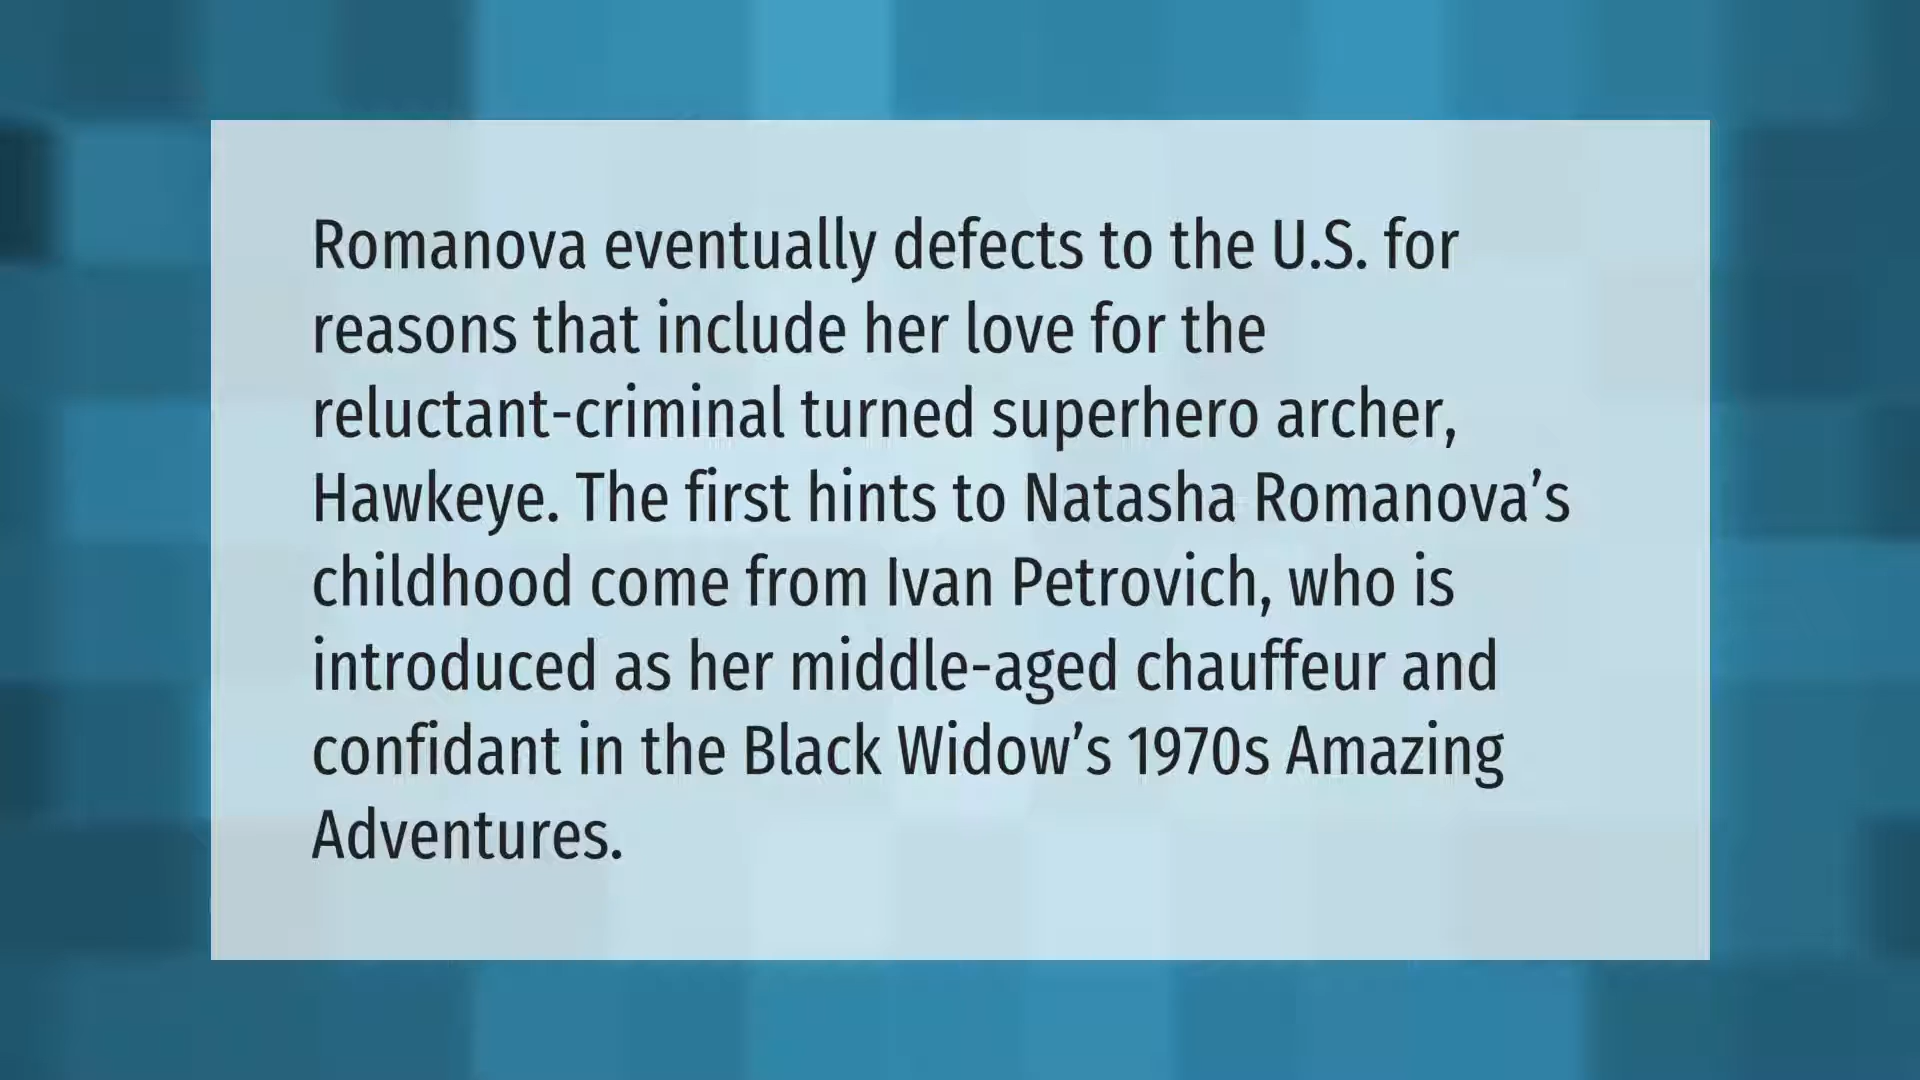 Romanova eventually defects to the U.S. for
reasons that include her love for the
reluctant-criminal turned superhero archer,
Hawkeye. The first hints to Natasha Romanova’s
childhood come from Ivan Petrovich, who is
introduced as her middle-aged chauffeur and
confidant in the Black Widow’s 1970s Amazing
Adventures.